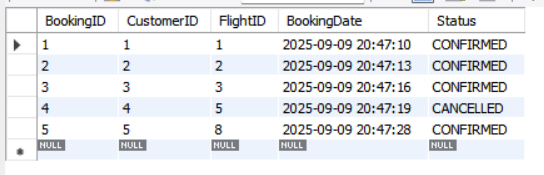 BookingID CustomerID FlightID BookingDate Status
1 1 1 2025-09-09 20:47:10 CONFIRMED
2 2 2 2025-09-09 20:47:13 CONFIRMED
3 3 3 2025-09-09 20:47:16 CONFIRMED
4 4 5 2025-09-09 20:47:19 CANCELLED
5 5 8 2025-09-09 20:47:28 CONFIRMED
NULL NULL NULL NULL NULL